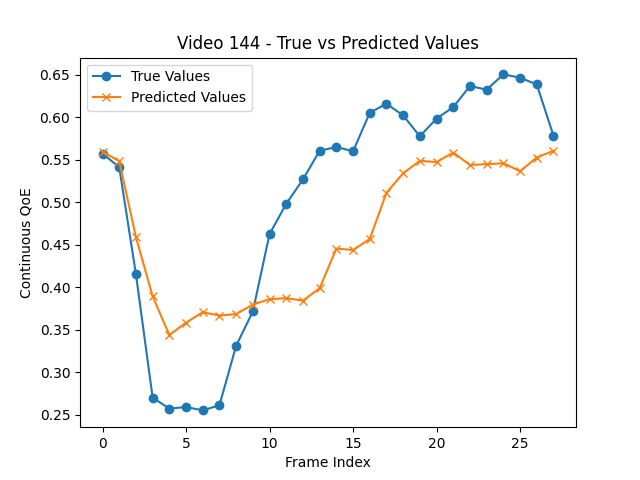 Video 144 - True vs Predicted Values
True Values
Predicted Values
Continuous QoE
0.65
0.60
0.55
0.50
0.45
0.40
0.35
0.30
0.25
0 5 10 15 20 25
Frame Index